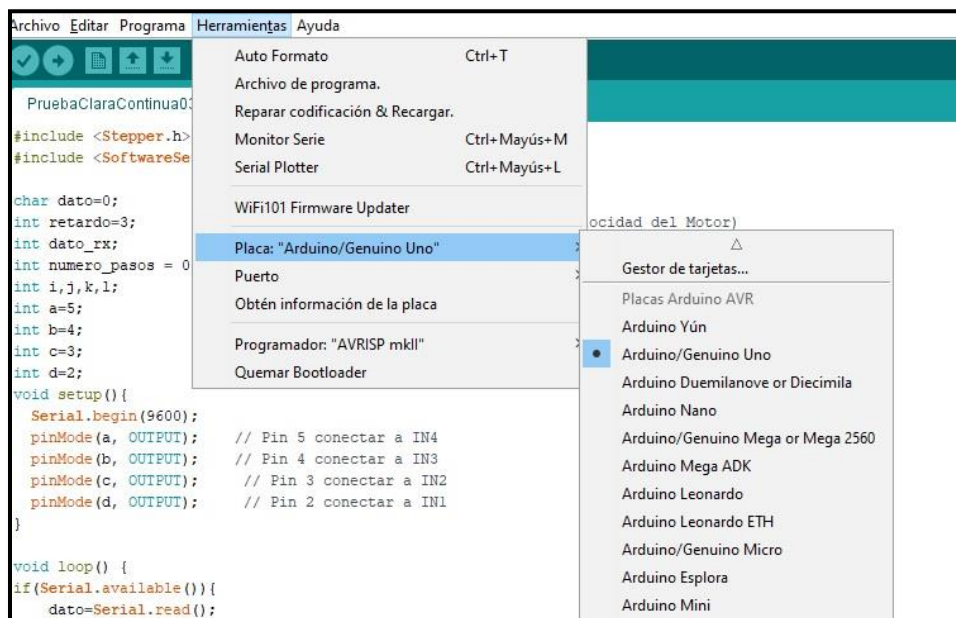 Archivo Editar Programa Herramientas Ayuda
Auto Formato Ctrl+T
Archivo de programa.
Reparar codificación & Recargar.
Monitor Serie Ctrl+Mayús+M
Serial Plotter Ctrl+Mayús+L
WiFi101 Firmware Updater
Placa: "Arduino/Genuino Uno"
Puerto
Obtén información de la placa
Programador: "AVRISP mkII"
Quemar Bootloader
Gestor de tarjetas...
Placas Arduino AVR
Arduino Yún
Arduino/Genuino Uno
Arduino Duemilanove or Diecimila
Arduino Nano
Arduino/Genuino Mega or Mega 2560
Arduino Mega ADK
Arduino Leonardo
Arduino Leonardo ETH
Arduino/Genuino Micro
Arduino Esplora
Arduino Mini
PruebaClaraContinua03
#include <Stepper.h>
#include <SoftwareSe
char dato=0;
int retardo=3; ocidad del Motor)
int dato_rx;
int numero_pasos = 0
int i,j,k,l;
int a=5;
int b=4;
int c=3;
int d=2;
void setup(){
Serial.begin(9600);
pinMode(a, OUTPUT); // Pin 5 conectar a IN4
pinMode(b, OUTPUT); // Pin 4 conectar a IN3
pinMode(c, OUTPUT); // Pin 3 conectar a IN2
pinMode(d, OUTPUT); // Pin 2 conectar a IN1
}
void loop() {
if(Serial.available()){
dato=Serial.read();